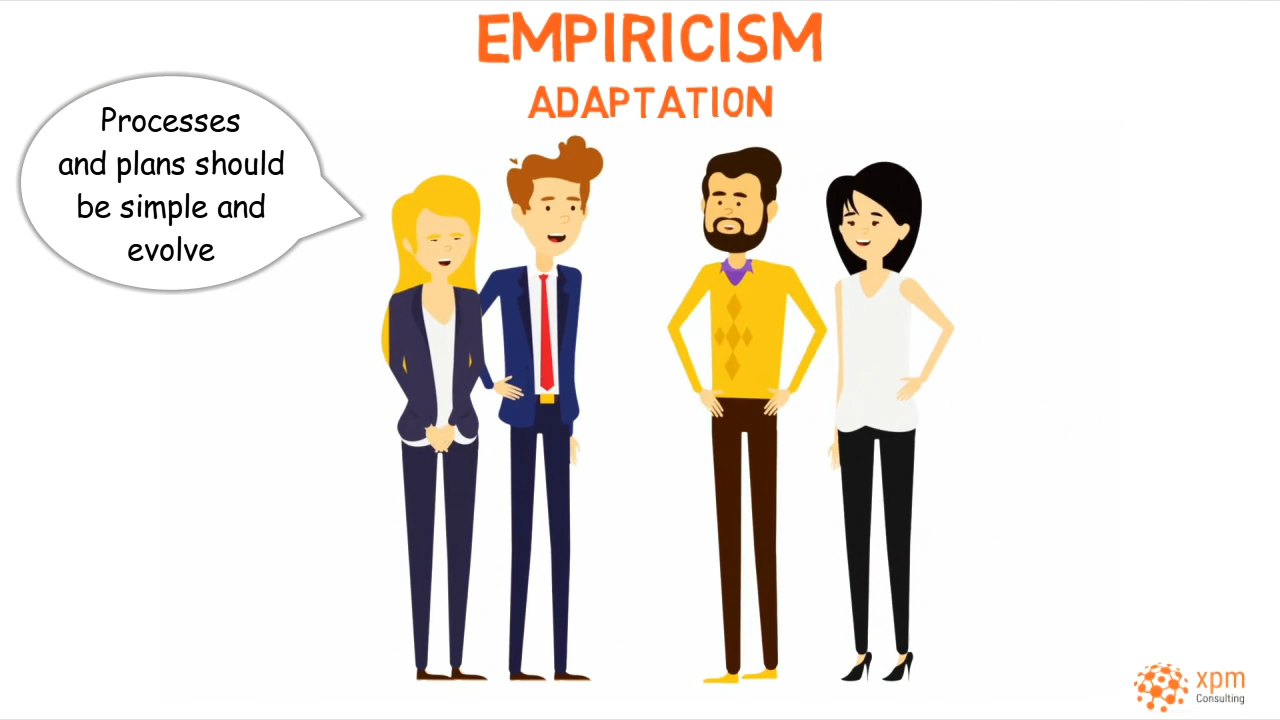 EMPIRICISM
ADAPTATION
Processes
and plans should
be simple and
evolve
xpm
Consulting